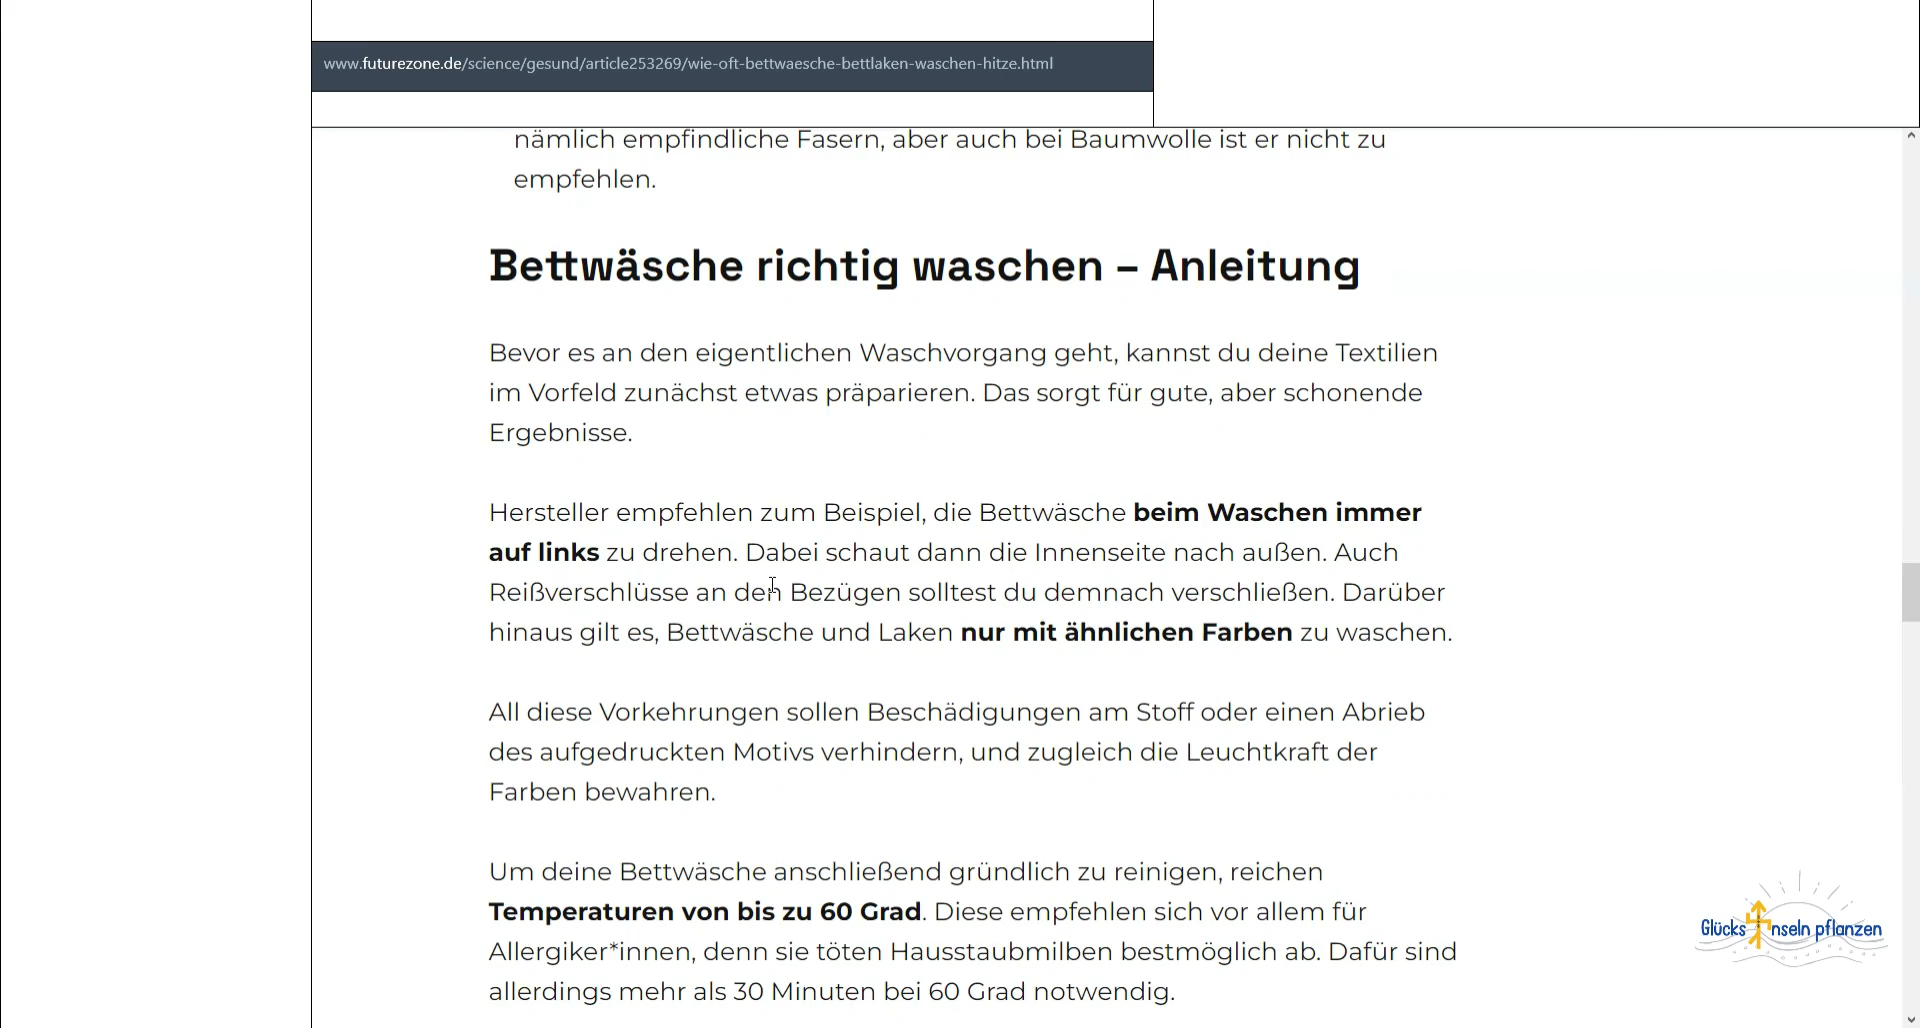 www.futurezone.de/science/gesund/article253269/wie-oft-bettwaesche-bettlaken-waschen-hitze.html
nämlich empfindliche Fasern, aber auch bei Baumwolle ist er nicht zu
empfehlen.
Bettwäsche richtig waschen – Anleitung
Bevor es an den eigentlichen Waschvorgang geht, kannst du deine Textilien
im Vorfeld zunächst etwas präparieren. Das sorgt für gute, aber schonende
Ergebnisse.
Hersteller empfehlen zum Beispiel, die Bettwäsche beim Waschen immer
auf links zu drehen. Dabei schaut dann die Innenseite nach außen. Auch
Reißverschlüsse an den Bezügen solltest du demnach verschließen. Darüber
hinaus gilt es, Bettwäsche und Laken nur mit ähnlichen Farben zu waschen.
All diese Vorkehrungen sollen Beschädigungen am Stoff oder einen Abrieb
des aufgedruckten Motivs verhindern, und zugleich die Leuchtkraft der
Farben bewahren.
Um deine Bettwäsche anschließend gründlich zu reinigen, reichen
Temperaturen von bis zu 60 Grad. Diese empfehlen sich vor allem für
Allergiker*innen, denn sie töten Hausstaubmilben bestmöglich ab. Dafür sind
allerdings mehr als 30 Minuten bei 60 Grad notwendig.
Glücks nseln pflanzen